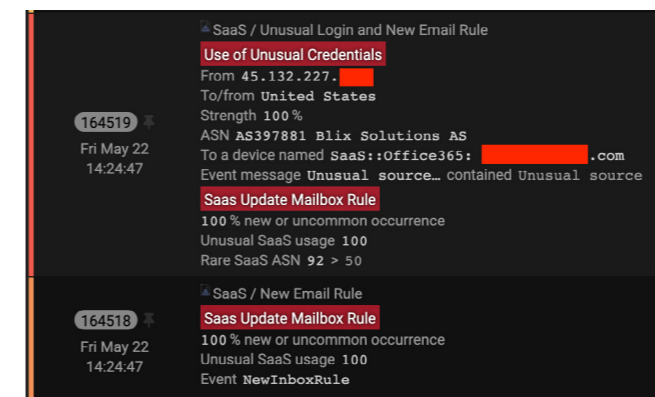 SaaS / Unusual Login and New Email Rule
Use of Unusual Credentials
From 45.132.227.
To/from United States
Strength 100%
164519
Fri May 22
14:24:47
ASN AS397881 Blix Solutions AS
To a device named SaaS::Office365: .com
Event message Unusual source… contained Unusual source
Saas Update Mailbox Rule
100% new or uncommon occurrence
Unusual SaaS usage 100
Rare SaaS ASN 92 > 50
SaaS / New Email Rule
164518
Fri May 22
14:24:47
Saas Update Mailbox Rule
100% new or uncommon occurrence
Unusual SaaS usage 100
Event NewInboxRule